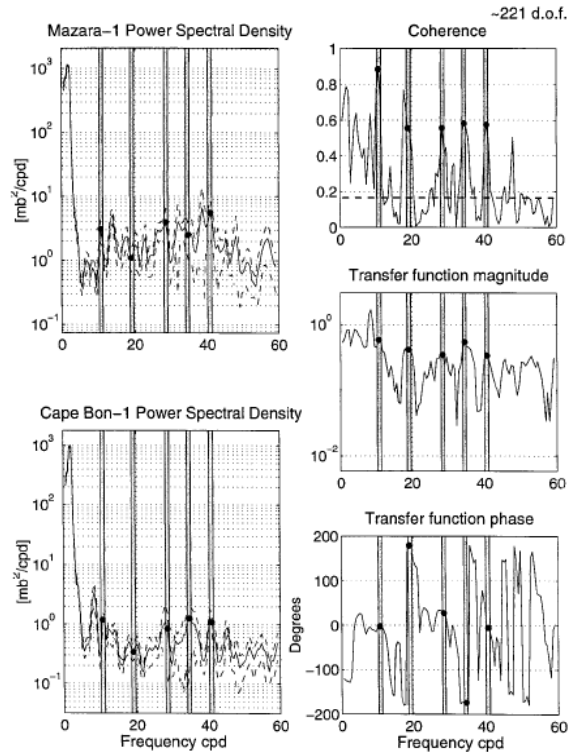 ~221 d.o.f.
Mazara-1 Power Spectral Density
[mb²/cpd]
10³
10²
10¹
10⁰
10⁻¹
0 20 40 60
Cape Bon-1 Power Spectral Density
[mb²/cpd]
10³
10²
10¹
10⁰
10⁻¹
0 20 40 60
Frequency cpd
Coherence
1
0.8
0.6
0.4
0.2
0
0 20 40 60
Transfer function magnitude
10⁰
10⁻²
0 20 40 60
Transfer function phase
Degrees
200
100
0
-100
-200
0 20 40 60
Frequency cpd